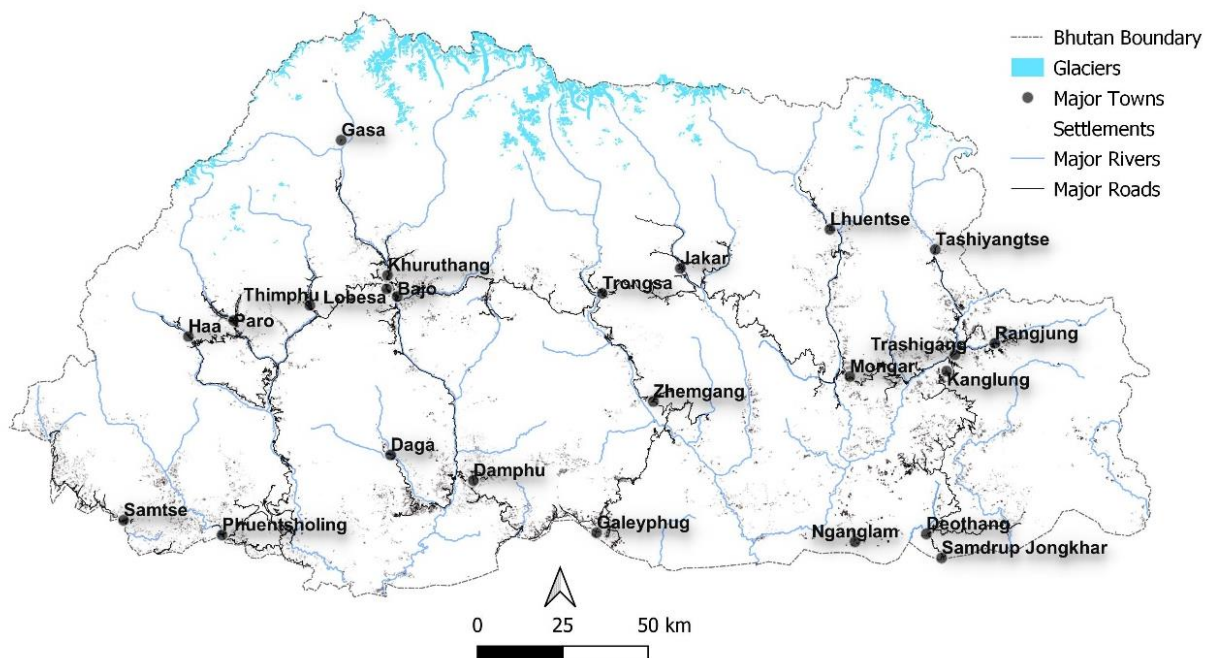 Bhutan Boundary
Glaciers
Major Towns
Settlements
Major Rivers
Major Roads
Gasa
Lhuentse
Tashiyangtse
Khuruthang
Jakar
Trongsa
Thimphu
Lobesa
Bajo
Haa
Paro
Trashigang
Rangjung
Mongar
Kanglung
Zhemgang
Daga
Damphu
Samtse
Phuentsholing
Galeyphug
Nganglam
Deothang
Samdrup Jongkhar
0 25 50 km